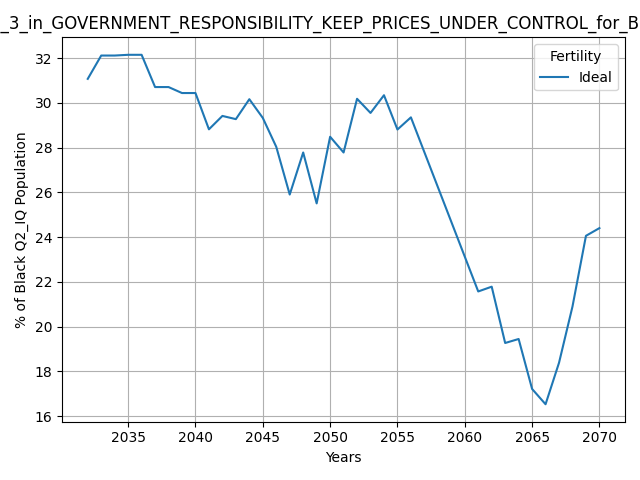 _3_in_GOVERNMENT_RESPONSIBILITY_KEEP_PRICES_UNDER_CONTROL_for_B
Fertility
Ideal
% of Black Q2_IQ Population
32
30
28
26
24
22
20
18
16
2035 2040 2045 2050 2055 2060 2065 2070
Years